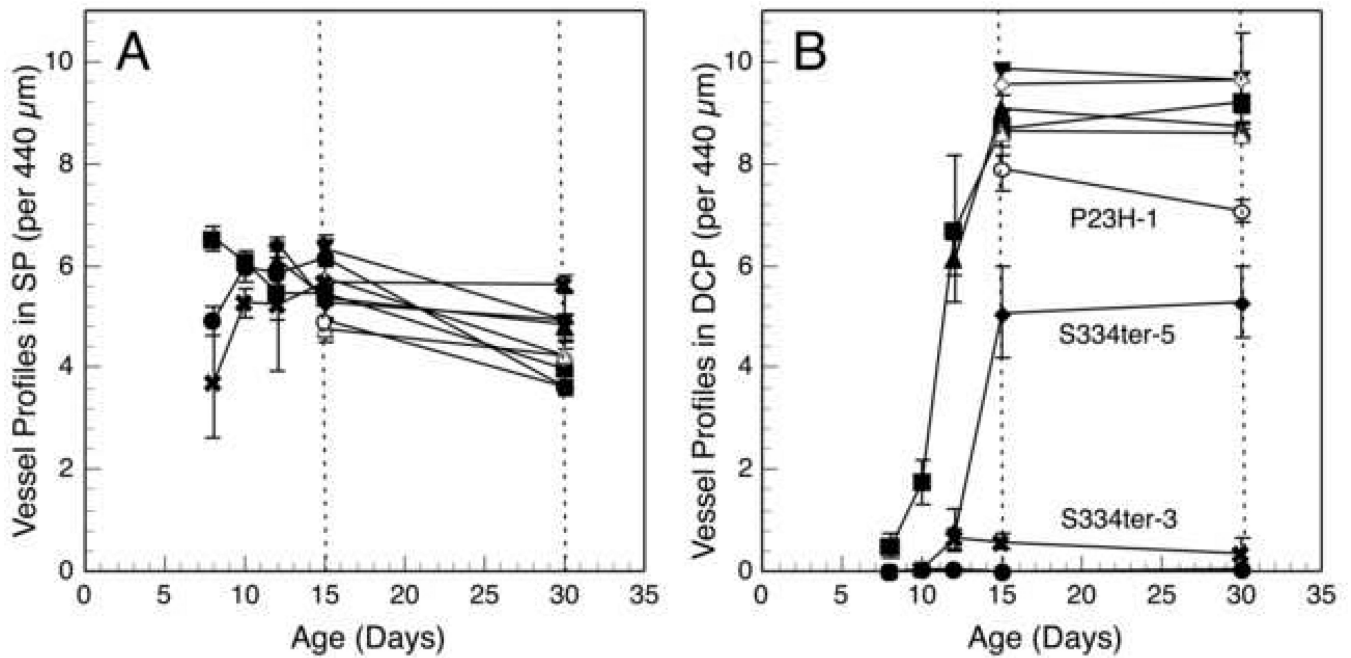 A
Vessel Profiles in SP (per 440 µm)
10
8
6
4
2
0
0 5 10 15 20 25 30 35
Age (Days)
B
Vessel Profiles in DCP (per 440 µm)
10
8
6
4
2
0
P23H-1
S334ter-5
S334ter-3
0 5 10 15 20 25 30 35
Age (Days)